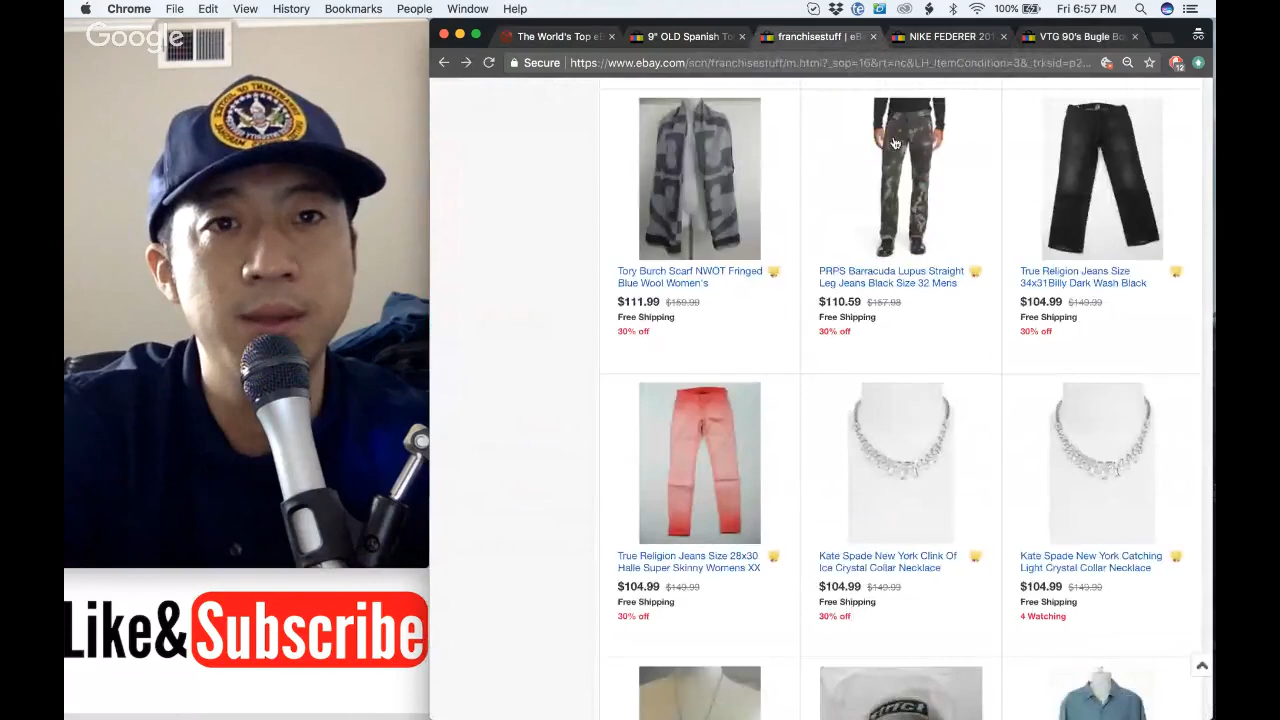 Chrome File Edit View History Bookmarks People Window Help
100% Fri 6:57 PM
Google
The World's Top eB
9" OLD Spanish To
franchisestuff | eB
NIKE FEDERER 201
VTG 90's Bugle Bo
Secure https://www.ebay.com/sch/franchisestuff/m.html?_sop=16&rt=nc&LH_ItemCondition=3&_trksid=p2...
12
Tory Burch Scarf NWOT Fringed
Blue Wool Women's
$111.99 $159.99
Free Shipping
30% off
PRPS Barracuda Lupus Straight
Leg Jeans Black Size 32 Mens
$110.59 $157.98
Free Shipping
30% off
True Religion Jeans Size
34x31Billy Dark Wash Black
$104.99 $149.99
Free Shipping
30% off
True Religion Jeans Size 28x30
Halle Super Skinny Womens XX
$104.99 $149.99
Free Shipping
30% off
Kate Spade New York Clink Of
Ice Crystal Collar Necklace
$104.99 $149.99
Free Shipping
30% off
Kate Spade New York Catching
Light Crystal Collar Necklace
$104.99 $149.99
Free Shipping
4 Watching
Like& Subscribe